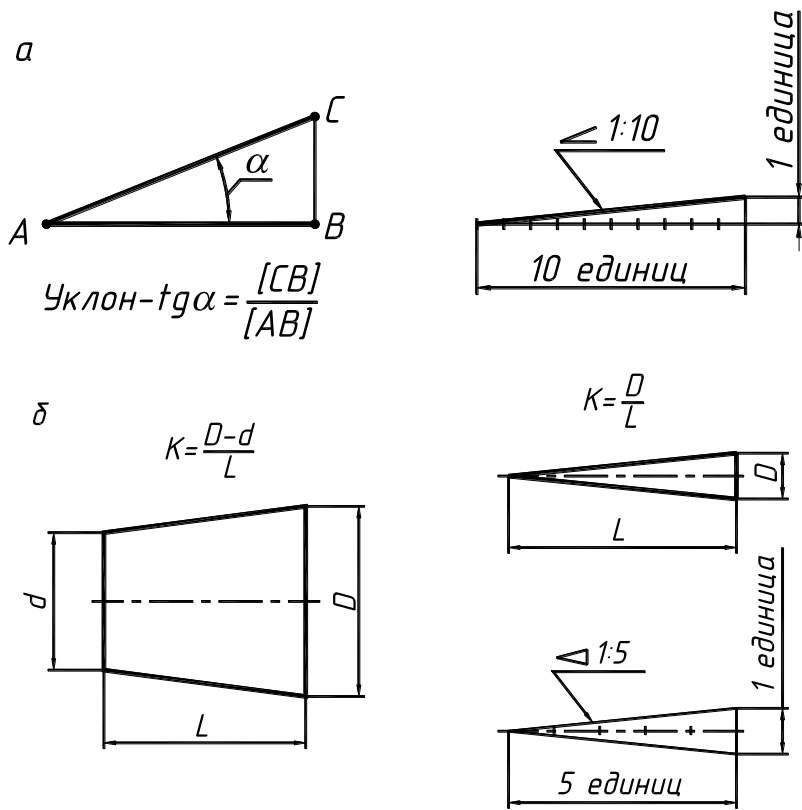 а
A
B
C
α
Уклон-tgα = [CB]/[AB]
∠ 1:10
1 единица
10 единиц
б
K = D-d/L
d
D
L
K = D/L
D
L
◁ 1:5
1 единица
5 единиц